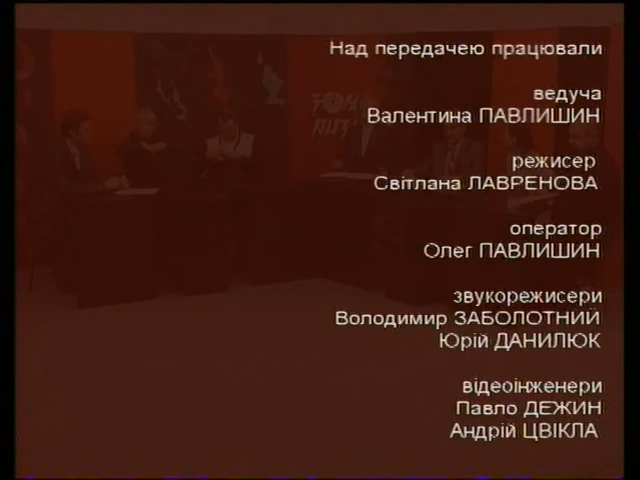 Над передачею працювали
ведуча
Валентина ПАВЛИШИН
режисер
Світлана ЛАВРЕНОВА
оператор
Олег ПАВЛИШИН
звукорежисери
Володимир ЗАБОЛОТНИЙ
Юрій ДАНИЛЮК
відеоінженери
Павло ДЕЖИН
Андрій ЦВІКЛА